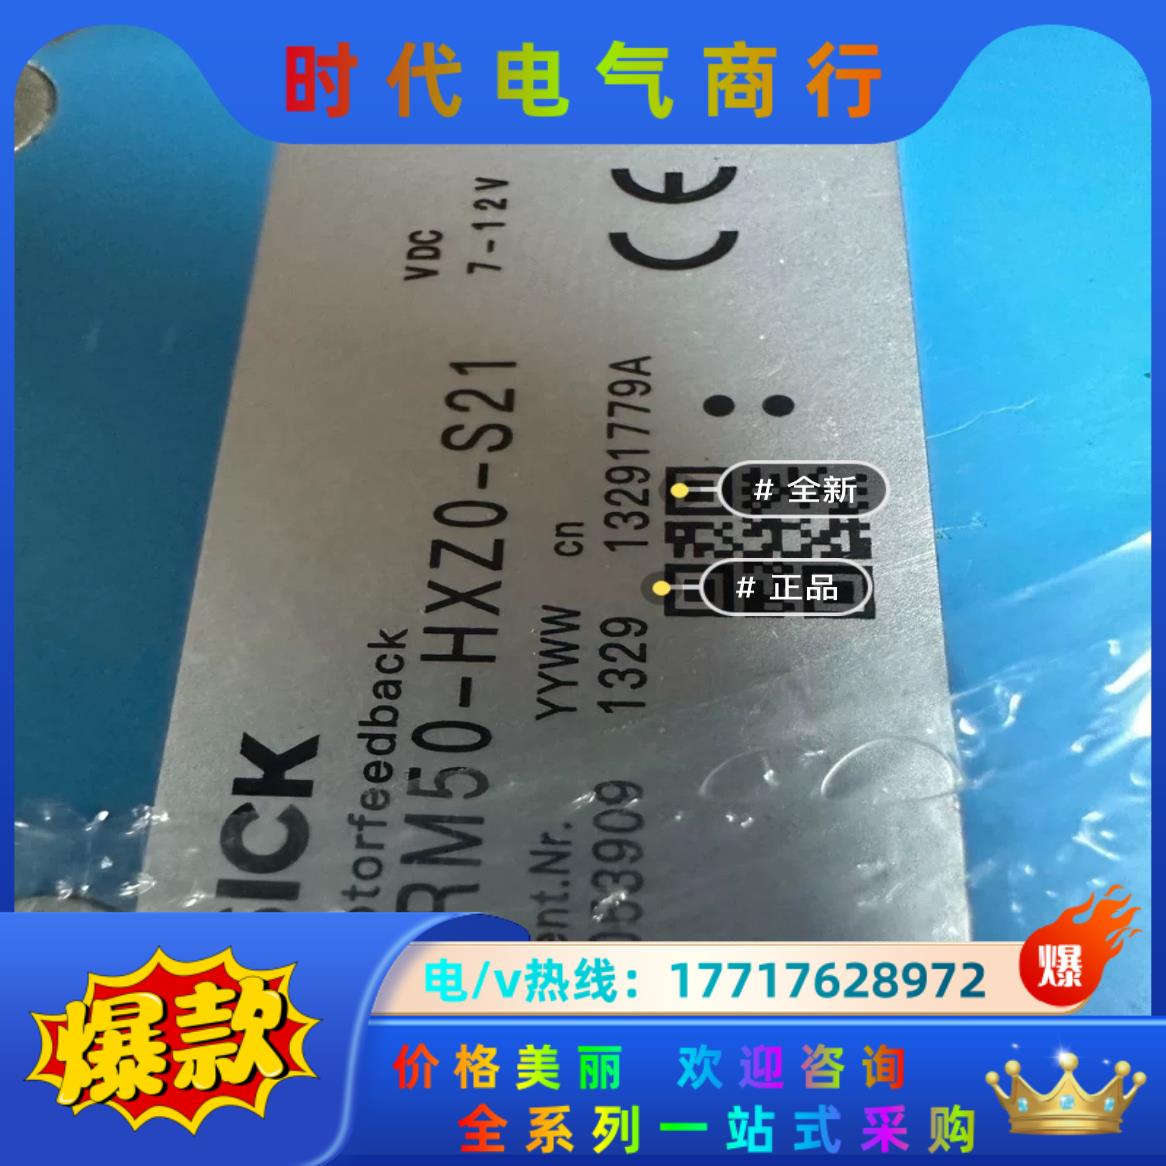 时代电气商行
SICK
otorfeedback
VDC
RM50-HXZ0-S21
7-12V
ent.Nr.
YYWW
cn
053909
1329
13291779A
CE
# 全新
# 正品
爆款
电/v热线：17717628972
爆
价格美丽 欢迎咨询
全系列一站式采购